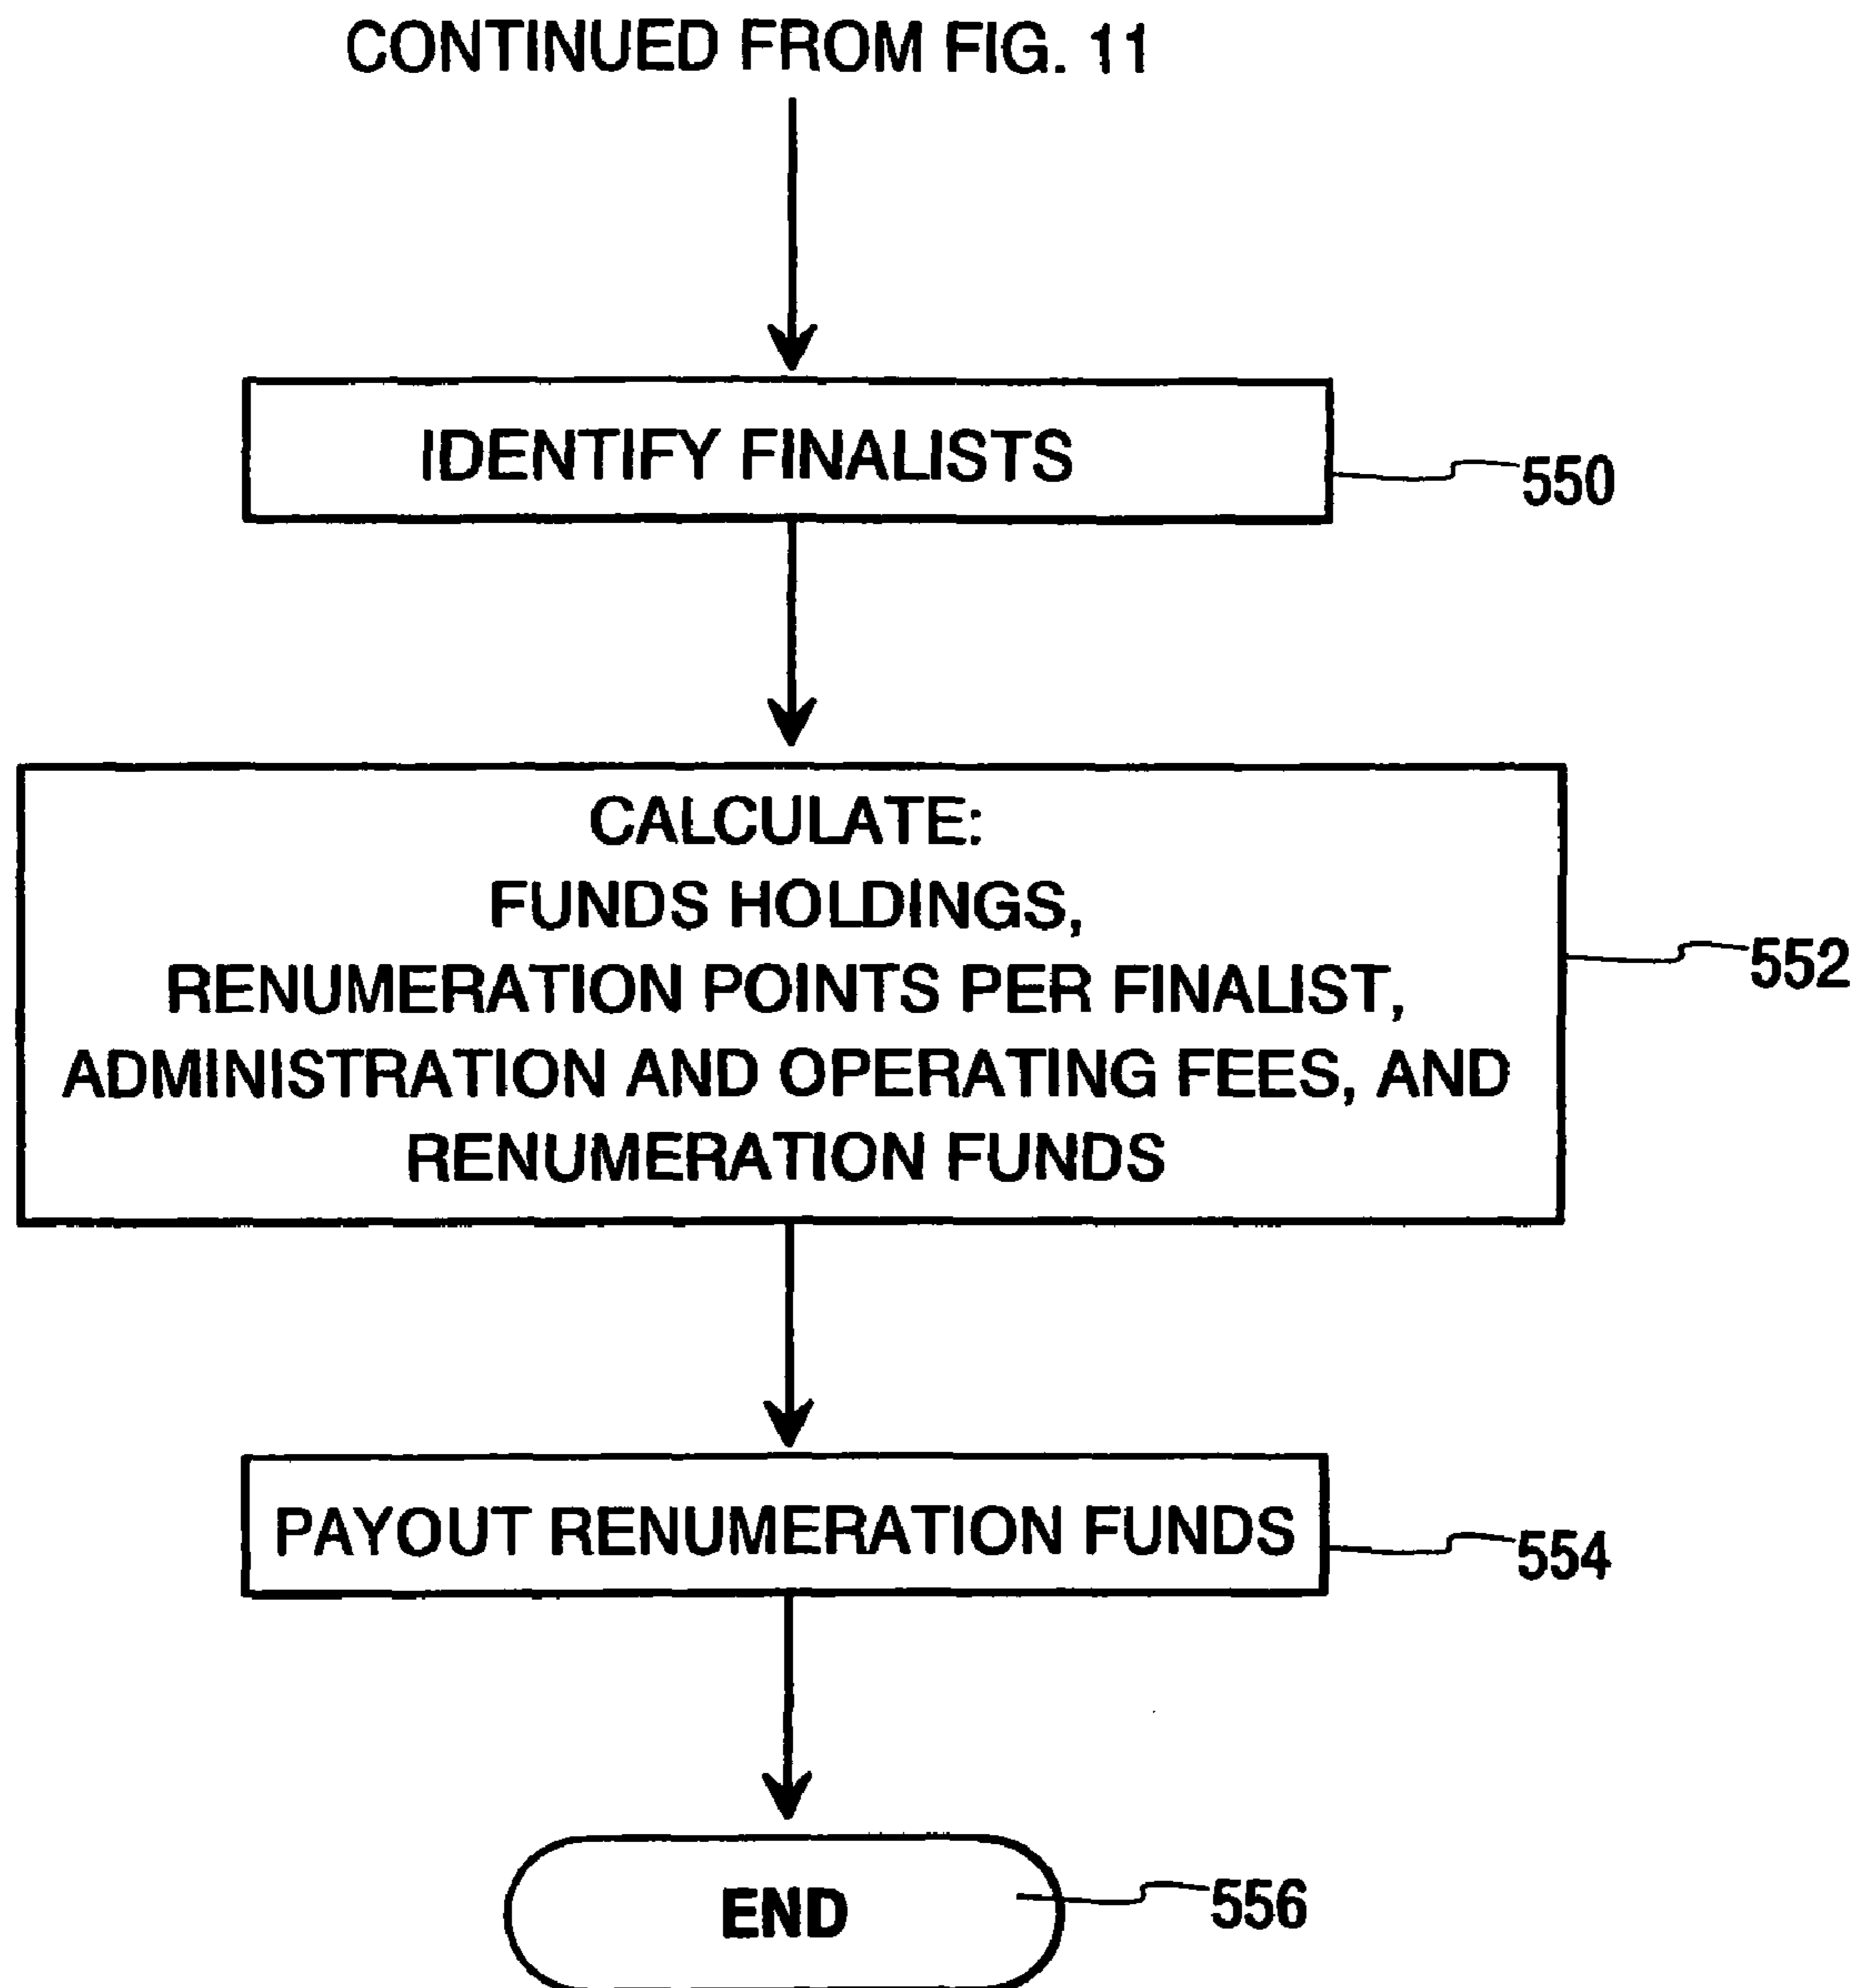 CONTINUED FROM FIG. 11
IDENTIFY FINALISTS
550
CALCULATE:
FUNDS HOLDINGS,
RENUMERATION POINTS PER FINALIST,
ADMINISTRATION AND OPERATING FEES, AND
RENUMERATION FUNDS
552
PAYOUT RENUMERATION FUNDS
554
END
556